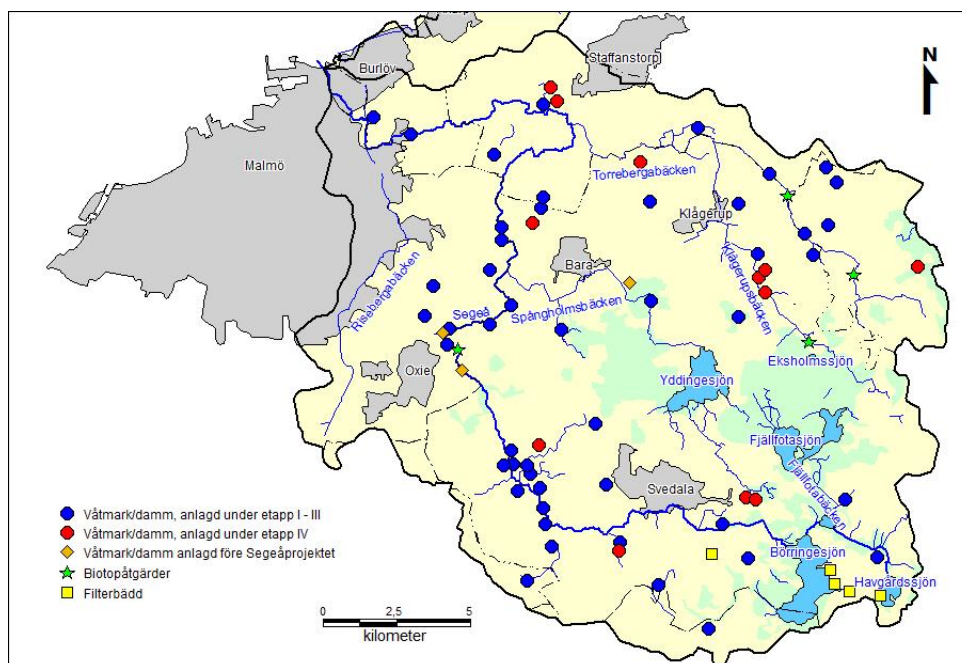 Staffanstorp
N
Burlöv
Malmö
Torrebergabäcken
Klågerup
Bara
Klågerupsbäcken
Risebergabäcken
Segeå
Spångholmsbäcken
Oxie
Eksholmssjön
Yddingesjön
Fjällfotasjön
Fjällfotabäcken
Svedala
Börringesjön
Havgårdssjön
Våtmark/damm, anlagd under etapp I - III
Våtmark/damm, anlagd under etapp IV
Våtmark/damm anlagd före Segeåprojektet
Biotopåtgärder
Filterbädd
0 2,5 5
kilometer